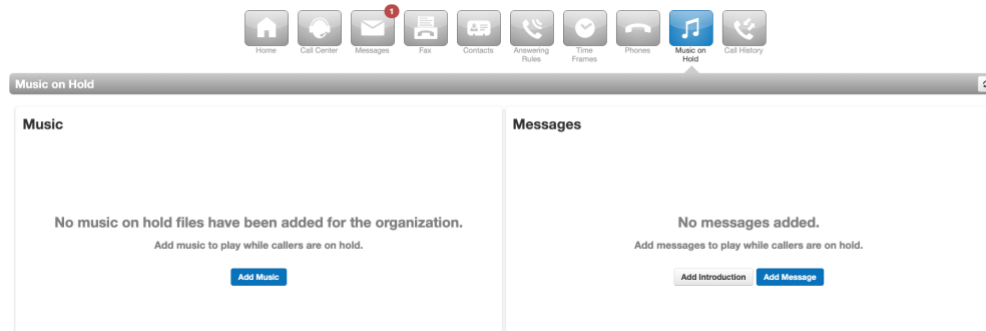 1
Home
Call Center
Messages
Fax
Contacts
Answering
Rules
Time
Frames
Phones
Music on
Hold
Call History
Music on Hold
Music
No music on hold files have been added for the organization.
Add music to play while callers are on hold.
Add Music
Messages
No messages added.
Add messages to play while callers are on hold.
Add Introduction
Add Message